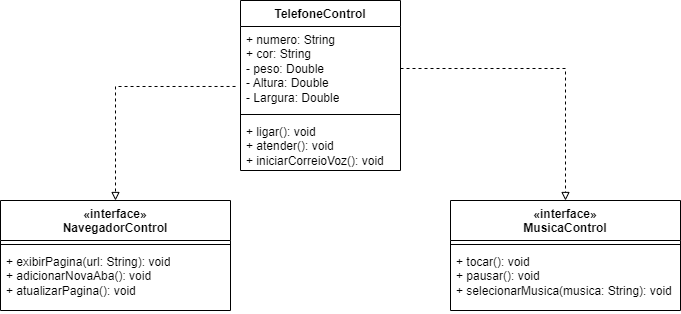 TelefoneControl
+ numero: String
+ cor: String
- peso: Double
- Altura: Double
- Largura: Double
+ ligar(): void
+ atender(): void
+ iniciarCorreioVoz(): void
«interface»
NavegadorControl
+ exibirPagina(url: String): void
+ adicionarNovaAba(): void
+ atualizarPagina(): void
«interface»
MusicaControl
+ tocar(): void
+ pausar(): void
+ selecionarMusica(musica: String): void